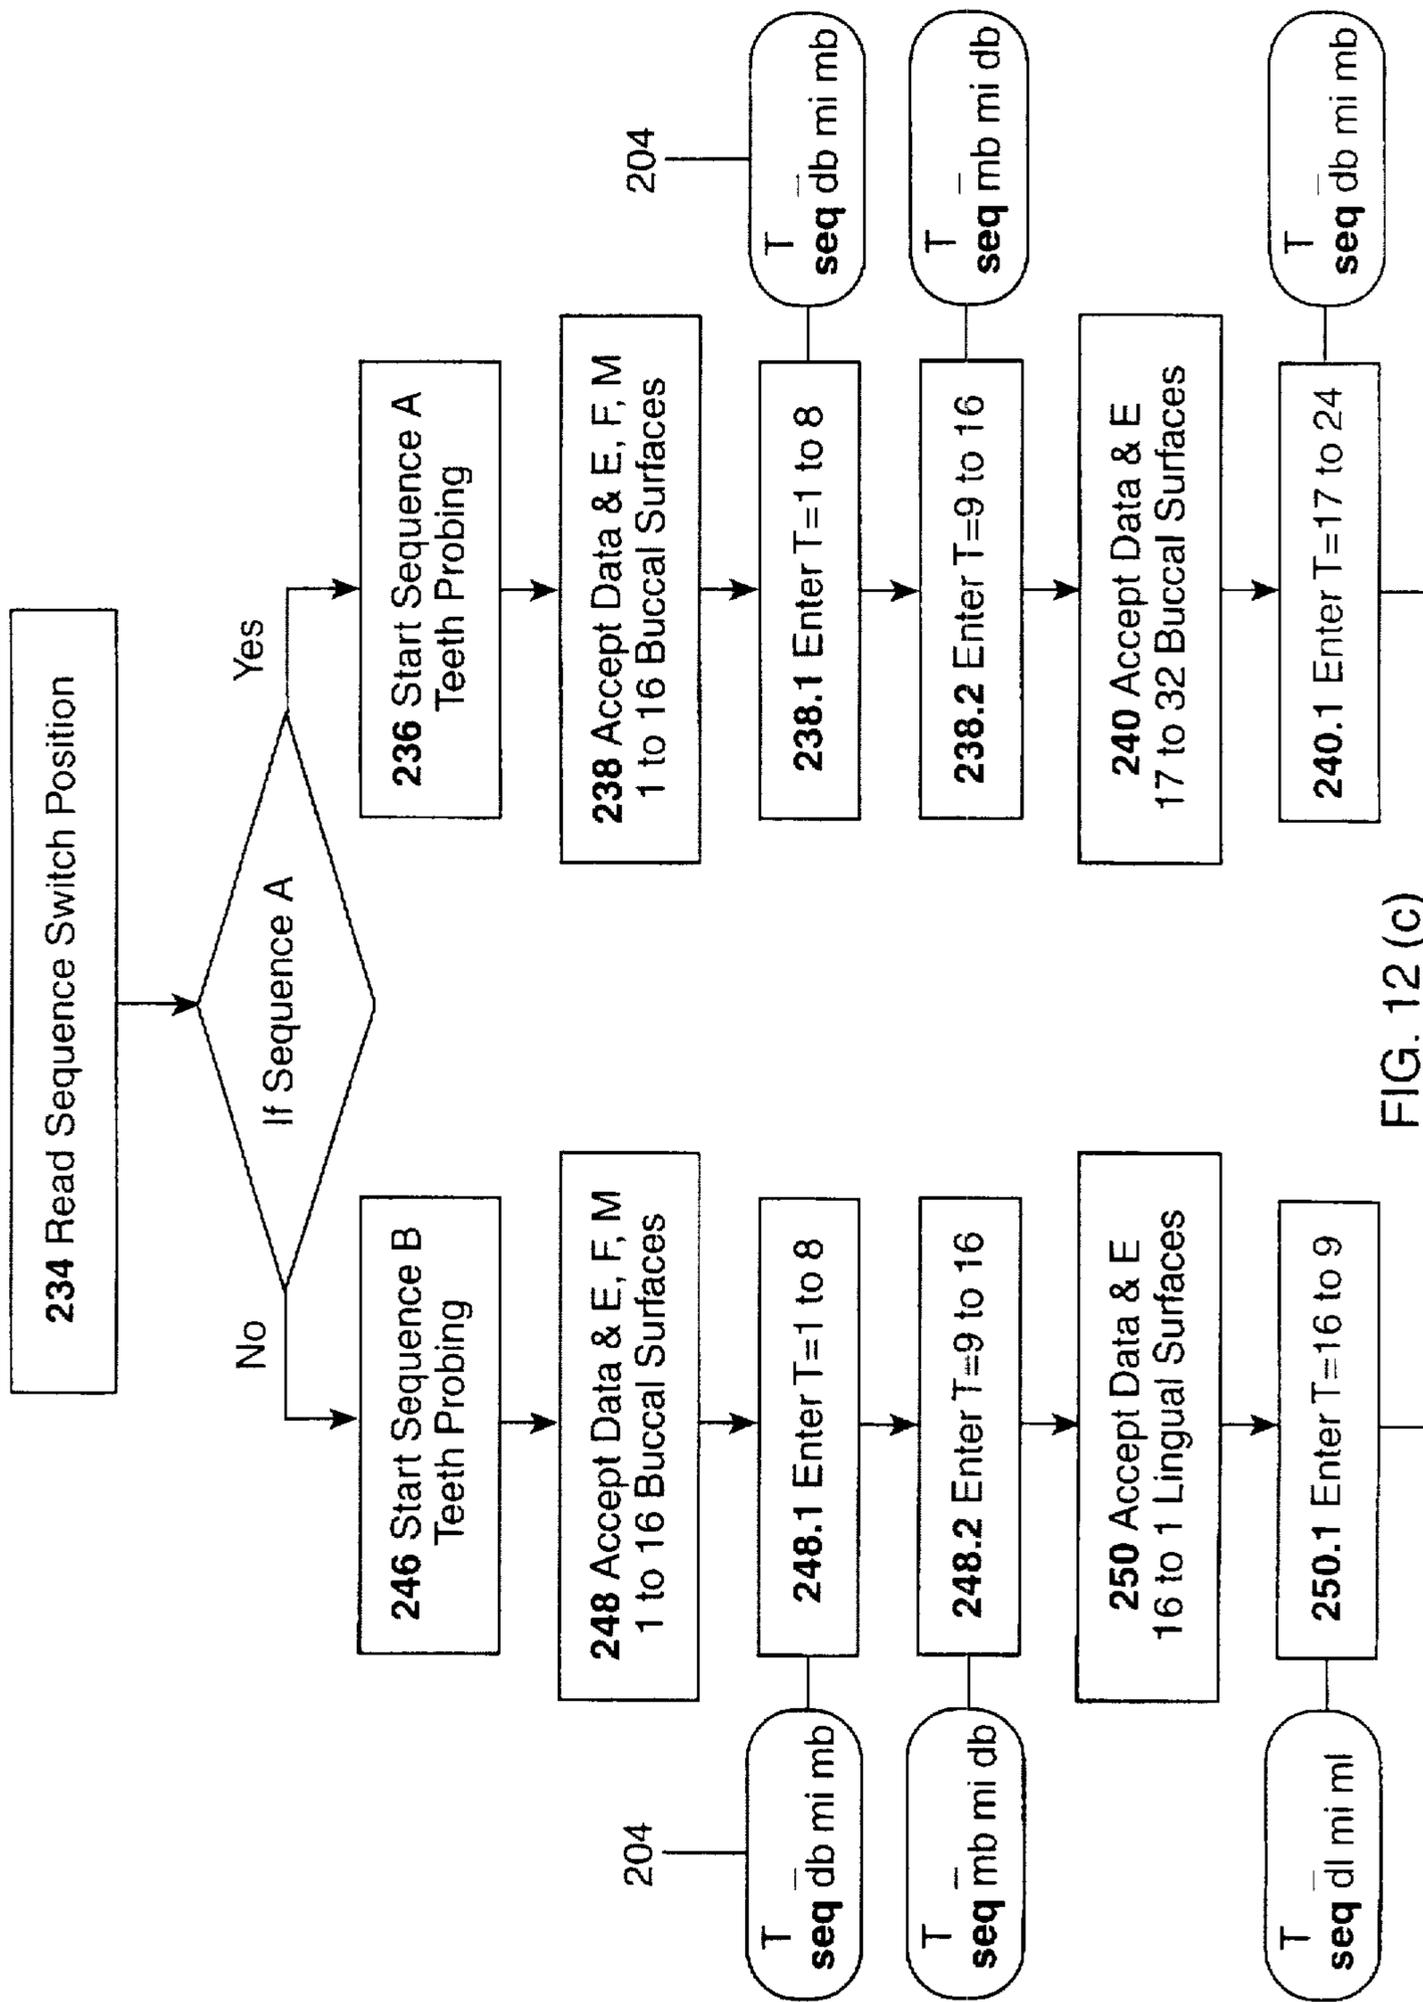 234 Read Sequence Switch Position
If Sequence A
No
Yes
246 Start Sequence B
Teeth Probing
236 Start Sequence A
Teeth Probing
248 Accept Data & E, F, M
1 to 16 Buccal Surfaces
238 Accept Data & E, F, M
1 to 16 Buccal Surfaces
204
T
seq db mi mb
248.1 Enter T=1 to 8
238.1 Enter T=1 to 8
204
T
seq db mi mb
T
seq mb mi db
248.2 Enter T=9 to 16
238.2 Enter T=9 to 16
T
seq mb mi db
250 Accept Data & E
16 to 1 Lingual Surfaces
240 Accept Data & E
17 to 32 Buccal Surfaces
T
seq dl mi ml
250.1 Enter T=16 to 9
240.1 Enter T=17 to 24
T
seq db mi mb
FIG. 12 (c)